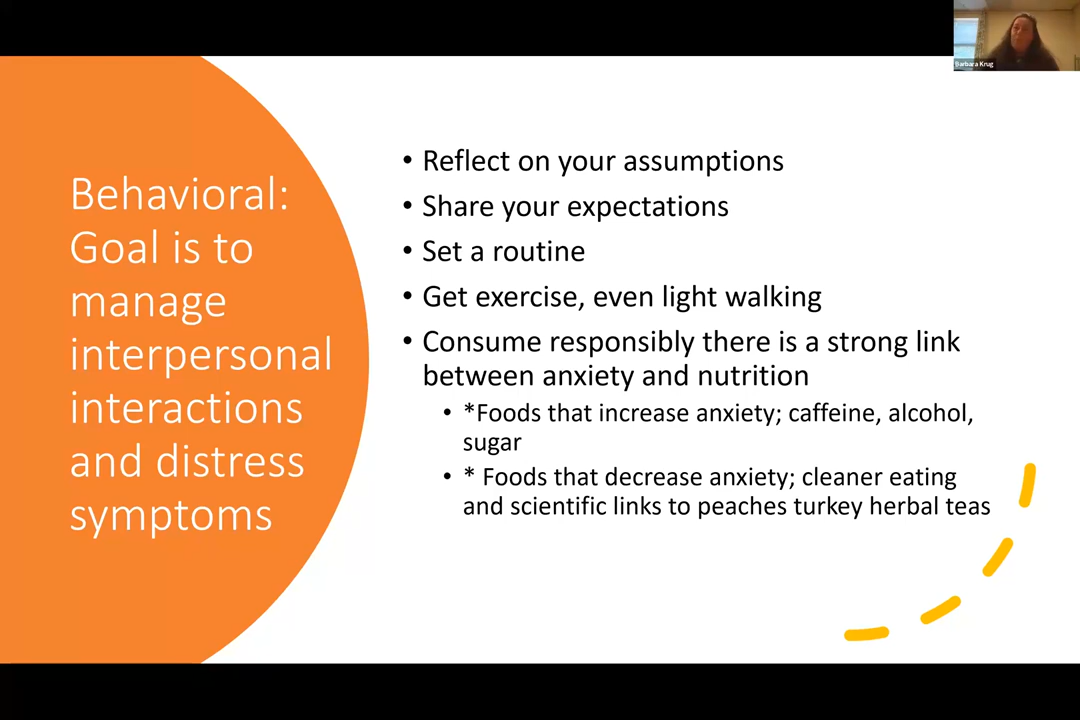 Barbara Krug
Behavioral:
Goal is to
manage
interpersonal
interactions
and distress
symptoms
• Reflect on your assumptions
• Share your expectations
• Set a routine
• Get exercise, even light walking
• Consume responsibly there is a strong link
between anxiety and nutrition
• *Foods that increase anxiety; caffeine, alcohol,
sugar
• * Foods that decrease anxiety; cleaner eating
and scientific links to peaches turkey herbal teas